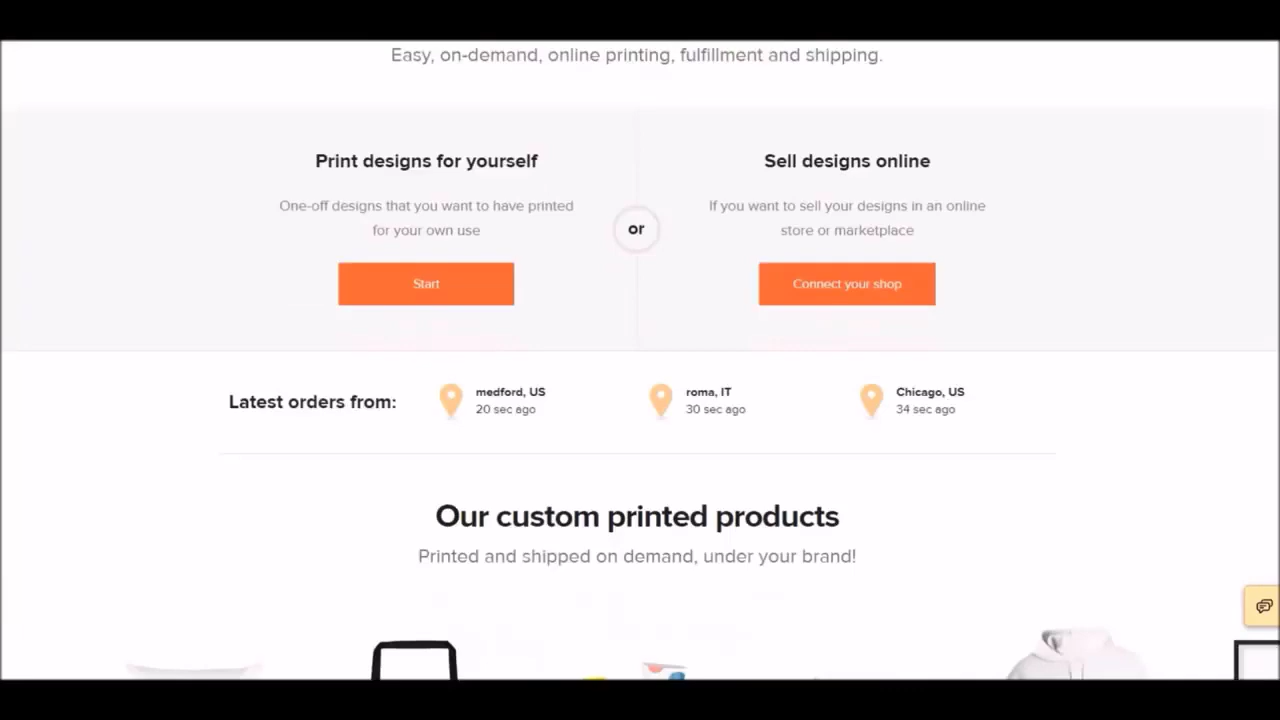 Easy, on-demand, online printing, fulfillment and shipping.
Print designs for yourself
One-off designs that you want to have printed
for your own use
Start
or
Sell designs online
If you want to sell your designs in an online
store or marketplace
Connect your shop
Latest orders from:
medford, US
20 sec ago
roma, IT
30 sec ago
Chicago, US
34 sec ago
Our custom printed products
Printed and shipped on demand, under your brand!